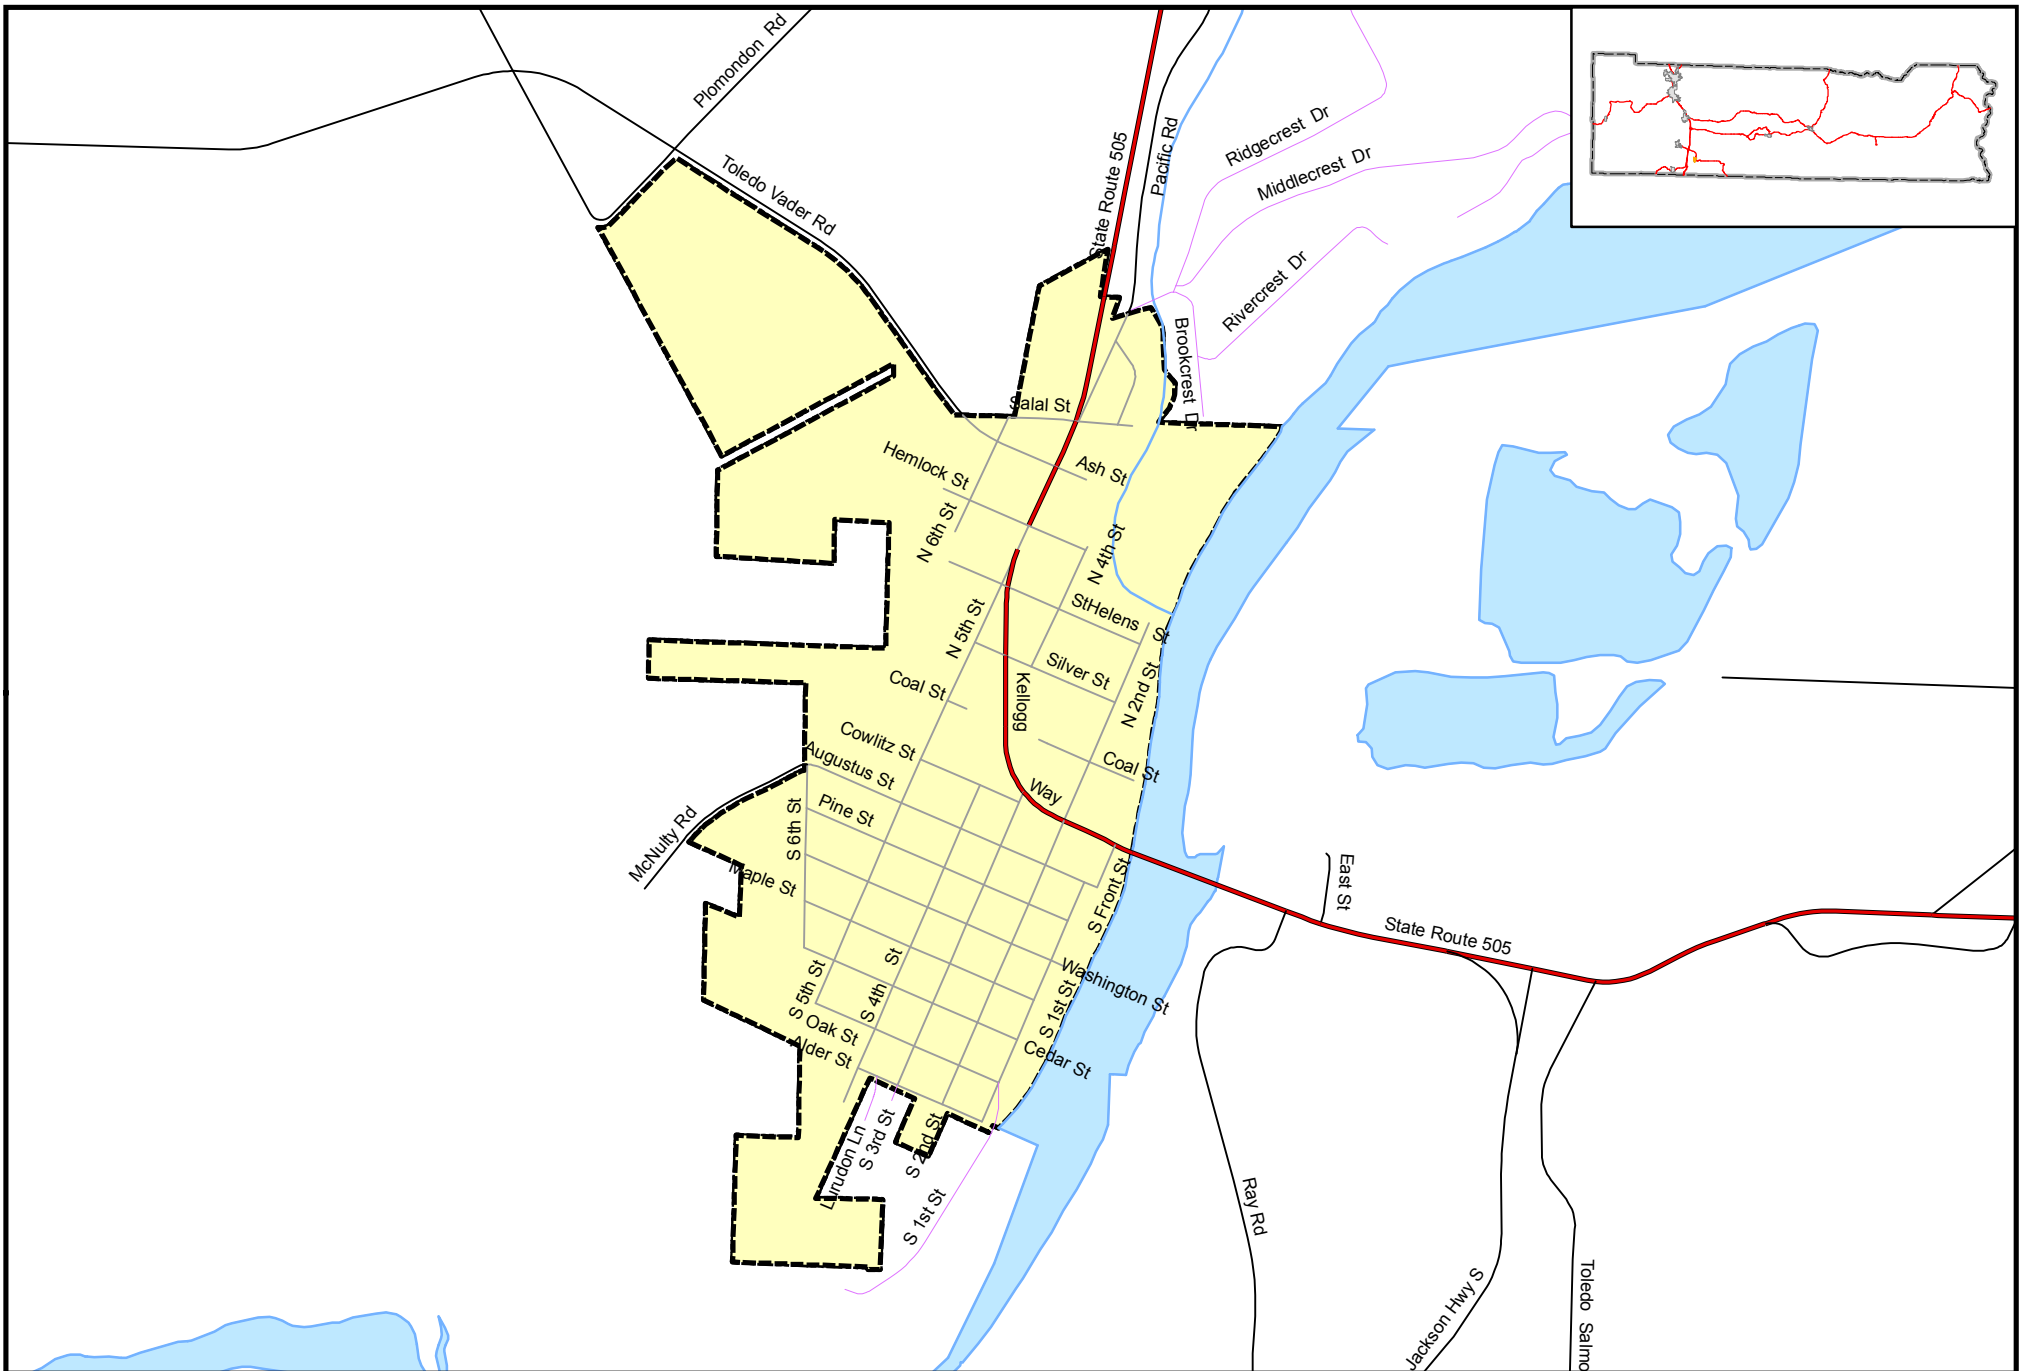 Plomondon Rd
Toledo Vader Rd
State Route 505
Pacific Rd
Ridgecrest Dr
Middlecrest Dr
Rivercrest Dr
Brookcrest Dr
Salal St
Hemlock St
Ash St
N 6th St
N 4th St
N 5th St
StHelens St
Silver St
Coal St
N 2nd St
Kellogg
Cowlitz St
Augustus St
Coal St
Way
Pine St
S 6th St
McNulty Rd
Maple St
S Front St
East St
State Route 505
Washington St
S 5th St
S 4th St
S 1st St
Oak St
Alder St
Cedar St
S 3rd St
S 2nd St
Lurudon Ln
S 1st St
Ray Rd
Jackson Hwy S
Toledo Salmo